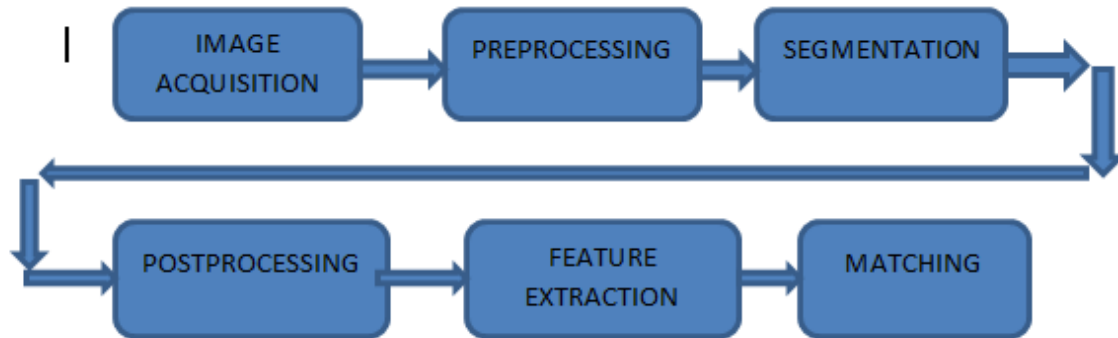 IMAGE
ACQUISITION
PREPROCESSING
SEGMENTATION
POSTPROCESSING
FEATURE
EXTRACTION
MATCHING